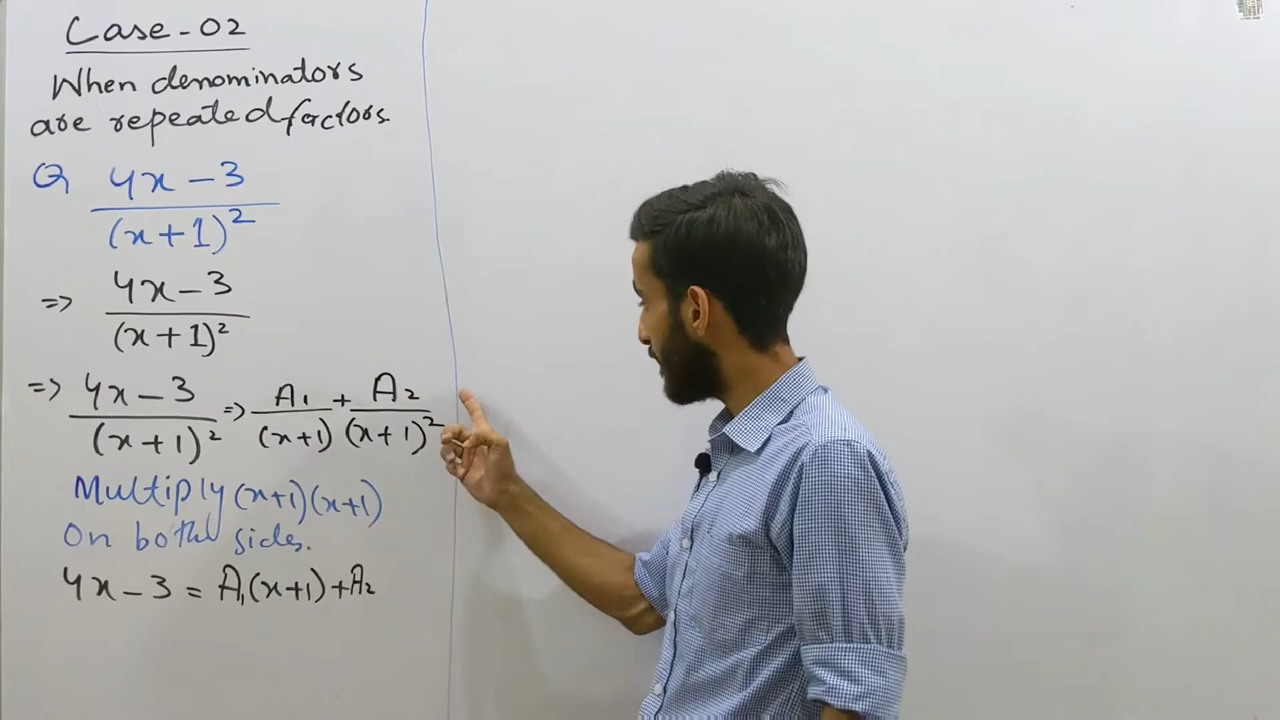 Case-02
When denominators
are repeated factors.
Q 4x-3
(x+1)²
=> 4x-3
(x+1)²
=> 4x-3 => A₁ + A₂
(x+1)² (x+1) (x+1)²
Multiply (x+1)(x+1)
On both sides.
4x-3 = A₁(x+1)+A₂